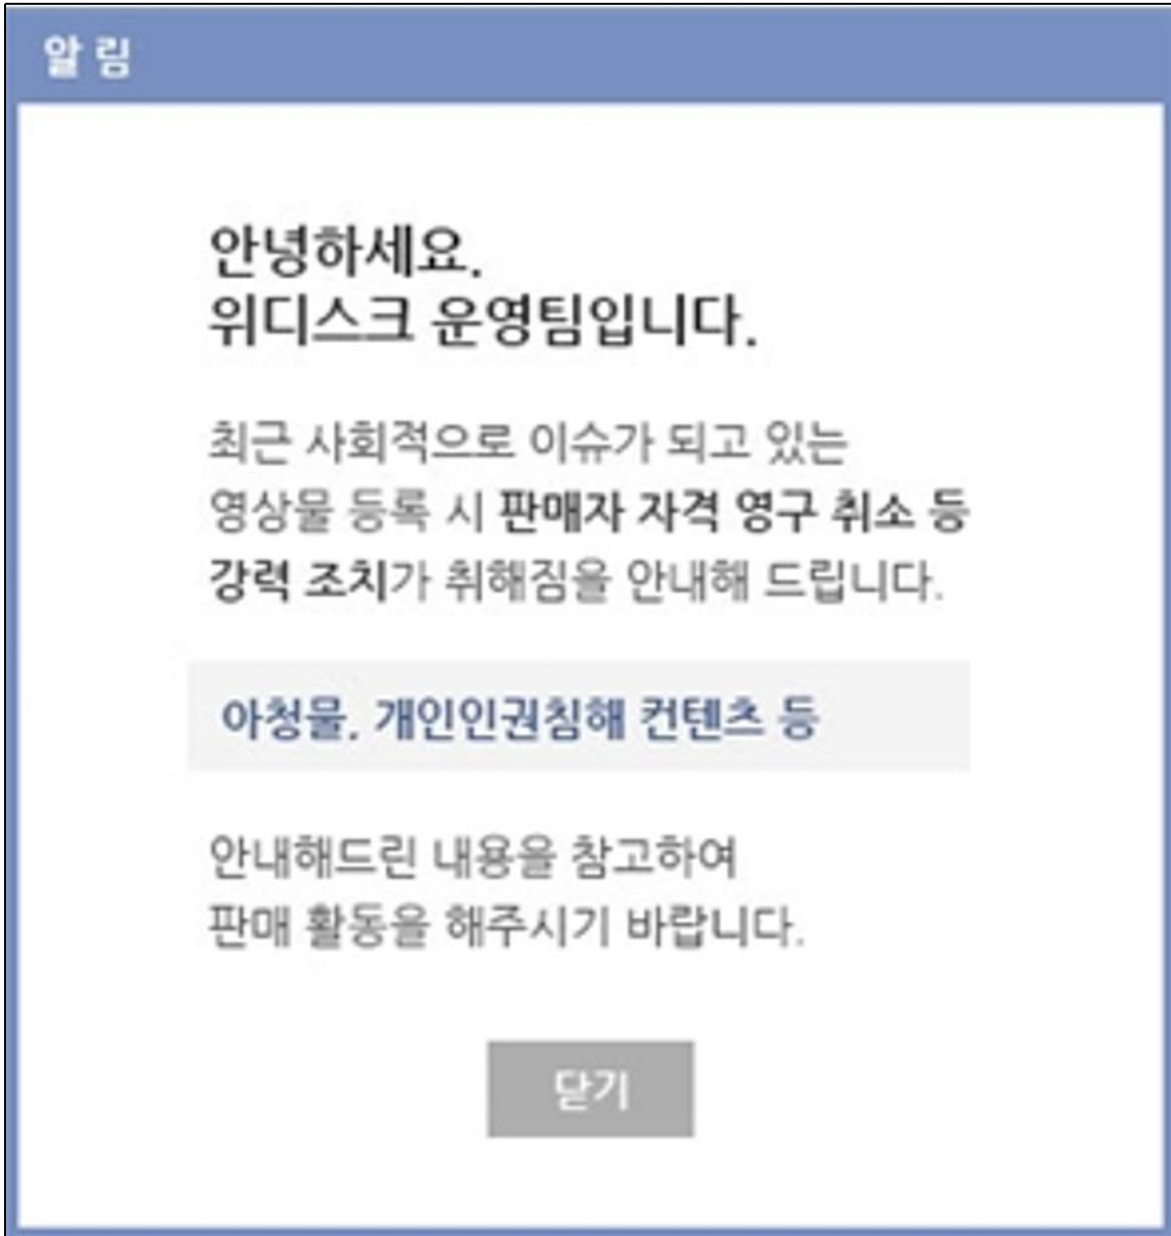 알 림
안녕하세요.
위디스크 운영팀입니다.
최근 사회적으로 이슈가 되고 있는
영상물 등록 시 판매자 자격 영구 취소 등
강력 조치가 취해짐을 안내해 드립니다.
아청물, 개인인권침해 컨텐츠 등
안내해드린 내용을 참고하여
판매 활동을 해주시기 바랍니다.
닫기